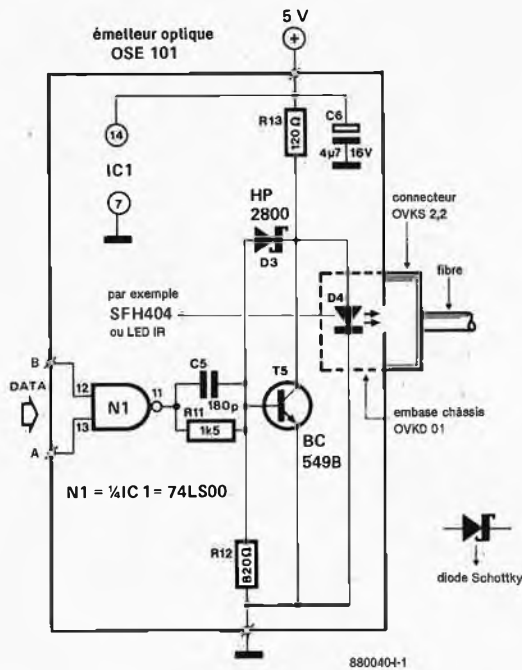 5 V
+
émetteur optique
OSE 101
R13
120Ω
C6
4µ7
16V
14
IC1
7
HP
2800
D3
connecteur
OVKS 2,2
fibre
par exemple
SFH404
ou LED IR
D4
B
DATA
A
12
13
N1
11
C5
180p
R11
1k5
T5
BC
549B
embase châssis
OVKD 01
N1 = ¼IC 1 = 74LS00
R12
820Ω
diode Schottky
880040-I-1